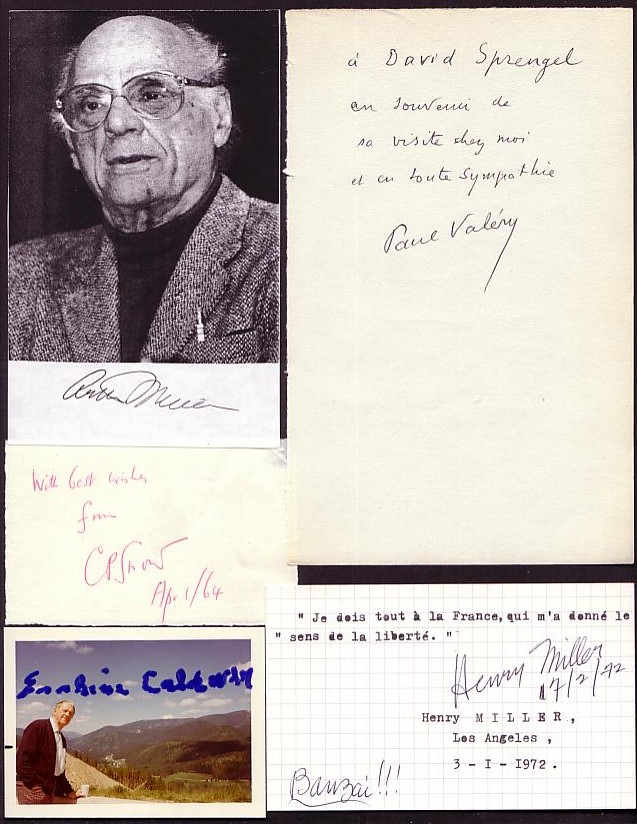 Arthur Miller
à David Sprengel
en souvenir de
sa visite chez moi
et en toute sympathie
Paul Valéry
With best wishes
from
C P Snow
Apr 1/64
Erskine Caldwell
" Je dois tout à la France, qui m'a donné le
" sens de la liberté. "
Henry Miller
17/2/72
Henry M I L L E R ,
Los Angeles ,
3 - I - 1972 .
Banzai!!!